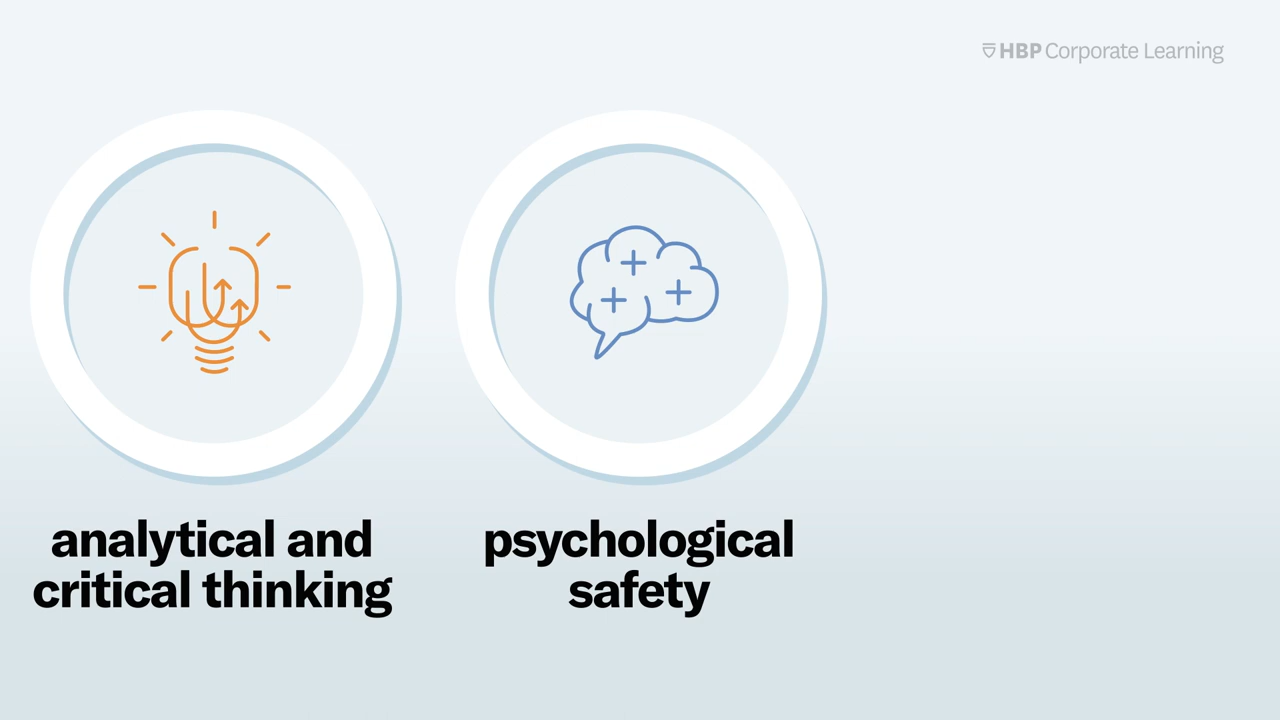 HBP Corporate Learning
analytical and
critical thinking
psychological
safety